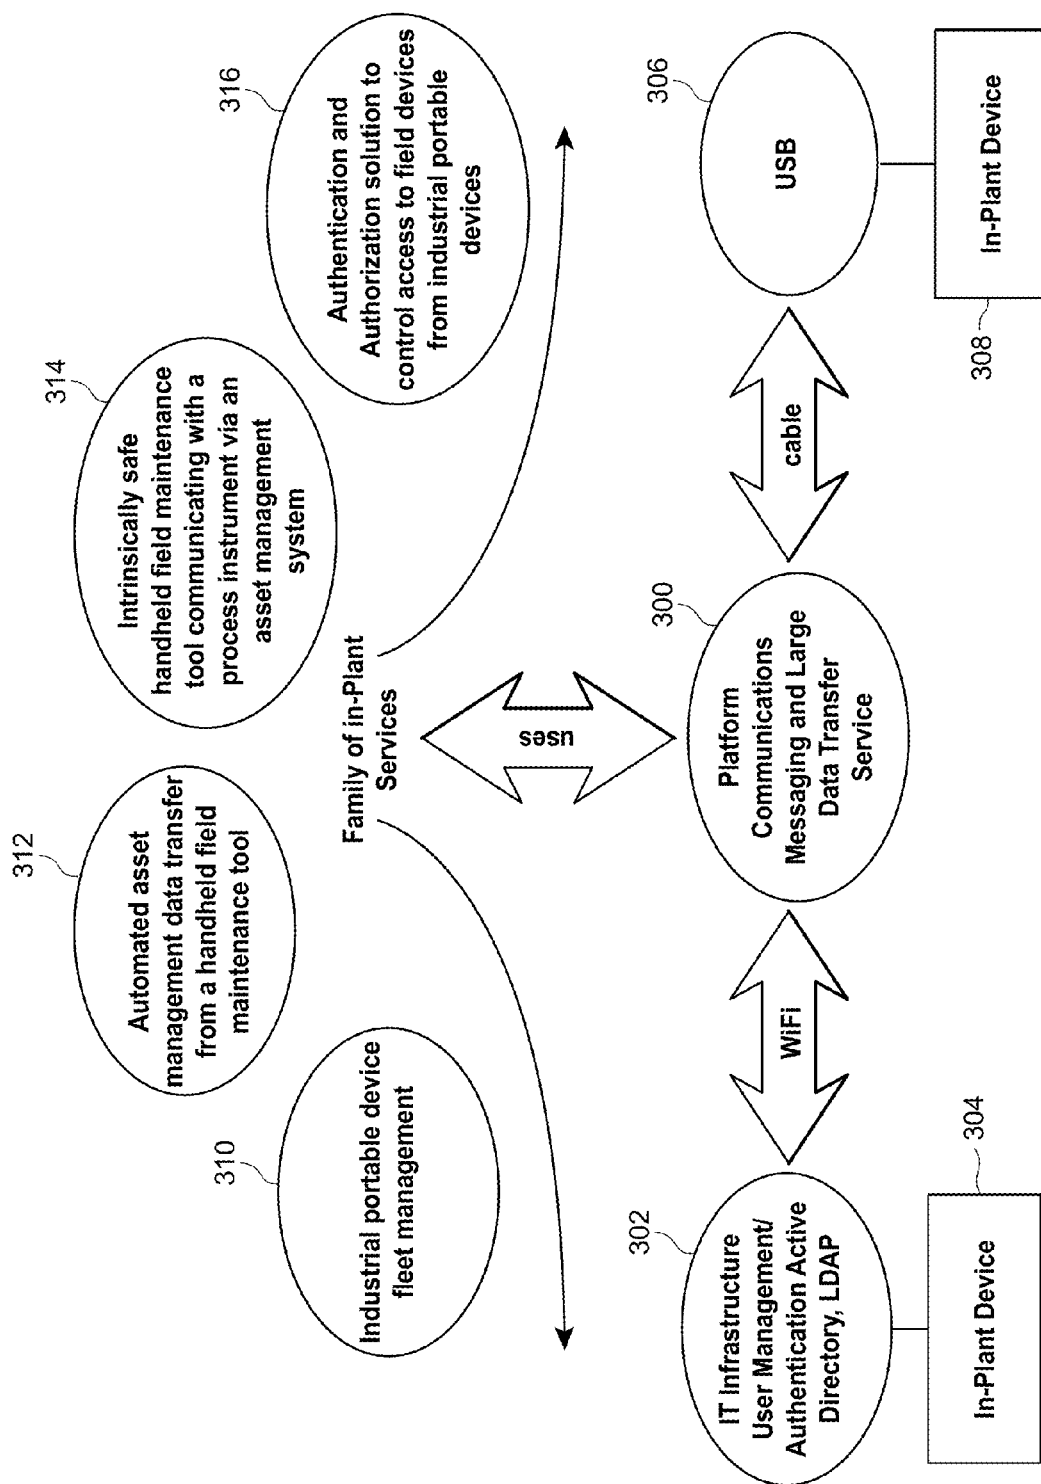 312
Automated asset
management data transfer
from a handheld field
maintenance tool
314
Intrinsically safe
handheld field maintenance
tool communicating with a
process instrument via an
asset management
system
310
Industrial portable device
fleet management
316
Authentication and
Authorization solution to
control access to field devices
from industrial portable
devices
Family of in-Plant
Services
uses
302
IT Infrastructure
User Management/
Authentication Active
Directory, LDAP
WiFi
300
Platform
Communications
Messaging and Large
Data Transfer
Service
cable
306
USB
304
In-Plant Device
308
In-Plant Device